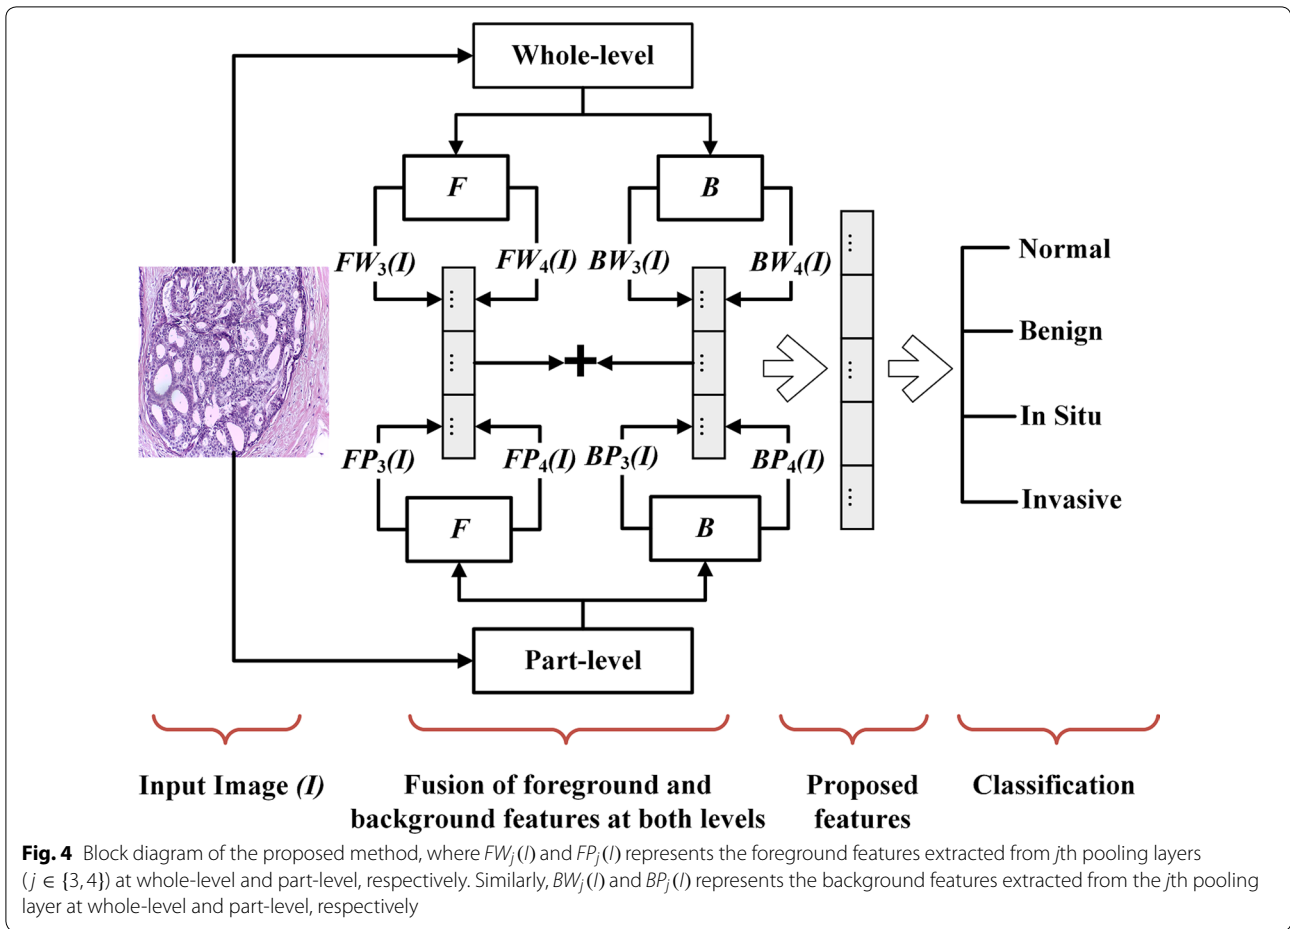 Whole-level
F
B
FW₃(I)
FW₄(I)
BW₃(I)
BW₄(I)
Normal
Benign
In Situ
Invasive
FP₃(I)
FP₄(I)
BP₃(I)
BP₄(I)
F
B
Part-level
Input Image (I)
Fusion of foreground and
background features at both levels
Proposed
features
Classification
Fig. 4 Block diagram of the proposed method, where FWⱼ(I) and FPⱼ(I) represents the foreground features extracted from jth pooling layers
(j ∈ {3, 4}) at whole-level and part-level, respectively. Similarly, BWⱼ(I) and BPⱼ(I) represents the background features extracted from the jth pooling
layer at whole-level and part-level, respectively